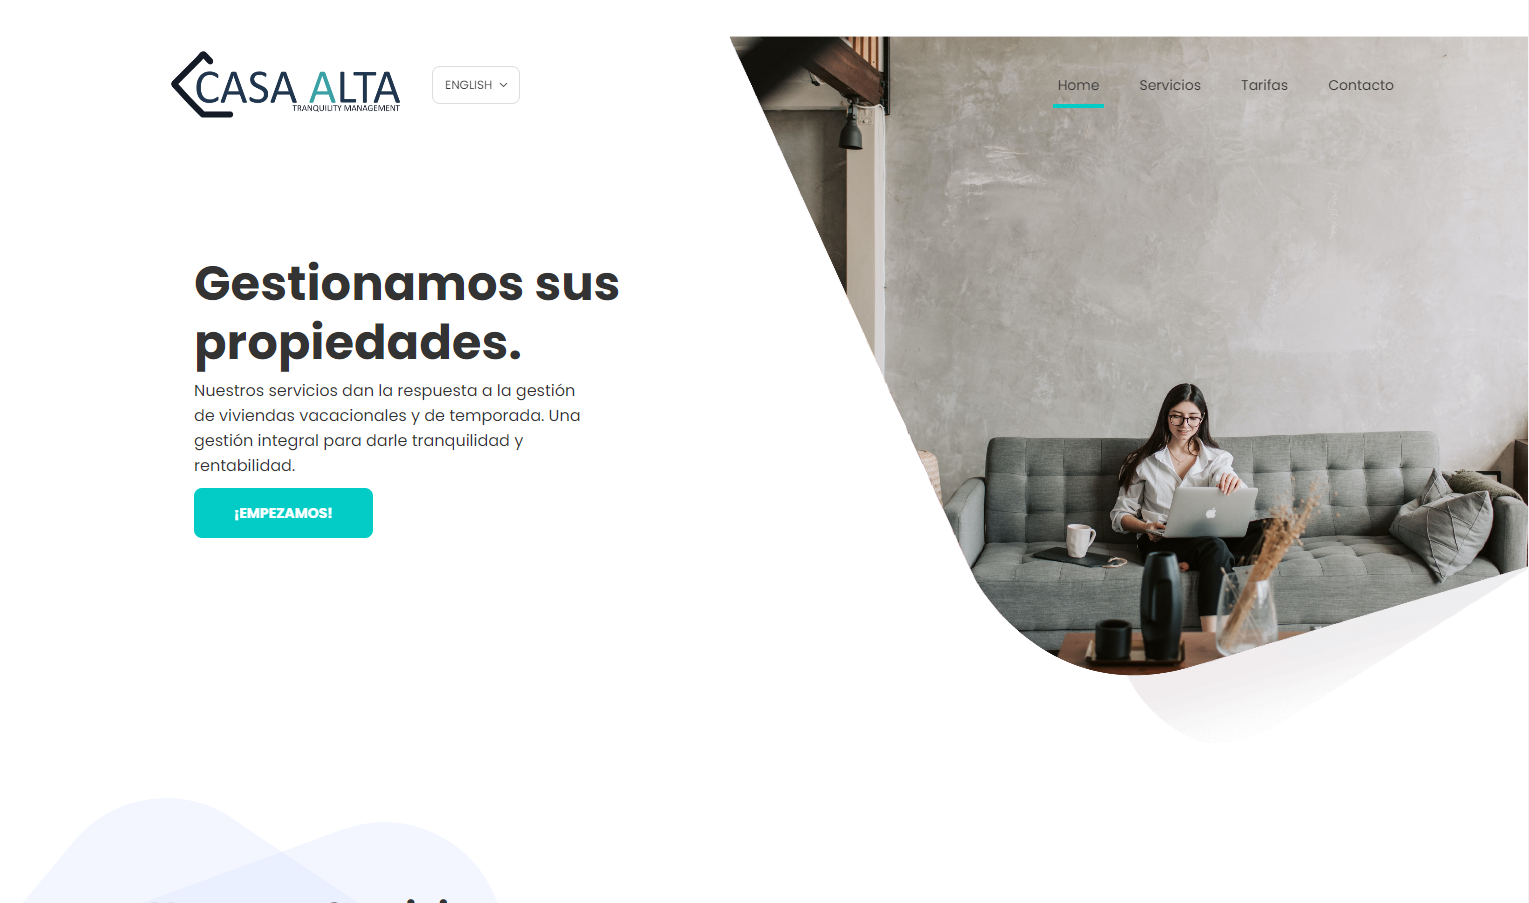 CASA ALTA
TRANQUILITY MANAGEMENT
ENGLISH
Home
Servicios
Tarifas
Contacto
Gestionamos sus
propiedades.
Nuestros servicios dan la respuesta a la gestión
de viviendas vacacionales y de temporada. Una
gestión integral para darle tranquilidad y
rentabilidad.
¡EMPEZAMOS!